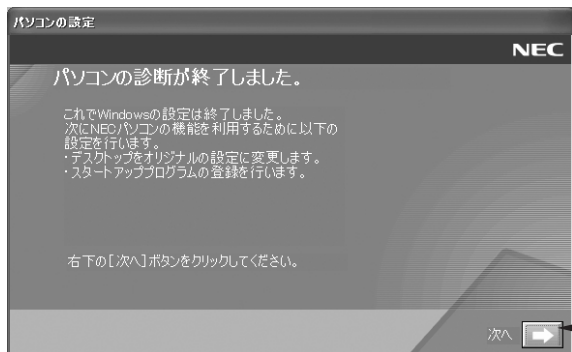 パソコンの設定
NEC
パソコンの診断が終了しました。
これでWindowsの設定は終了しました。
次にNECパソコンの機能を利用するために以下の
設定を行います。
・デスクトップをオリジナルの設定に変更します。
・スタートアッププログラムの登録を行います。
右下の[次へ]ボタンをクリックしてください。
次へ